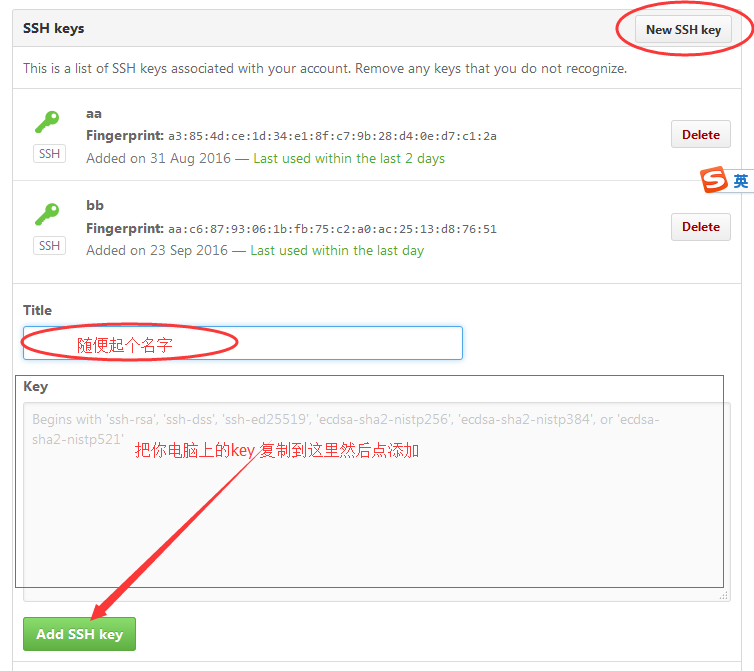 SSH keys
New SSH key
This is a list of SSH keys associated with your account. Remove any keys that you do not recognize.
aa
Fingerprint: a3:85:4d:ce:1d:34:e1:8f:c7:9b:28:d4:0e:d7:c1:2a
SSH
Added on 31 Aug 2016 — Last used within the last 2 days
Delete
S 英
bb
Fingerprint: aa:c6:87:93:06:1b:fb:75:c2:a0:ac:25:13:d8:76:51
SSH
Added on 23 Sep 2016 — Last used within the last day
Delete
Title
随便起个名字
Key
Begins with 'ssh-rsa', 'ssh-dss', 'ssh-ed25519', 'ecdsa-sha2-nistp256', 'ecdsa-sha2-nistp384', or 'ecdsa-
sha2-nistp521'
把你电脑上的key 复制到这里然后点添加
Add SSH key